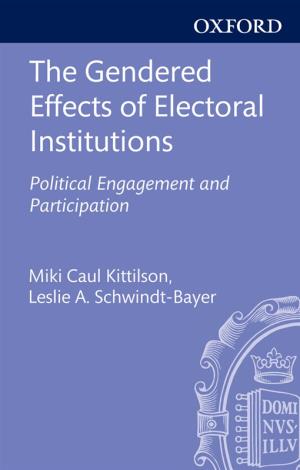 OXFORD
The Gendered
Effects of Electoral
Institutions
Political Engagement and
Participation
Miki Caul Kittilson,
Leslie A. Schwindt-Bayer
DOMI
NVS·
ILLV